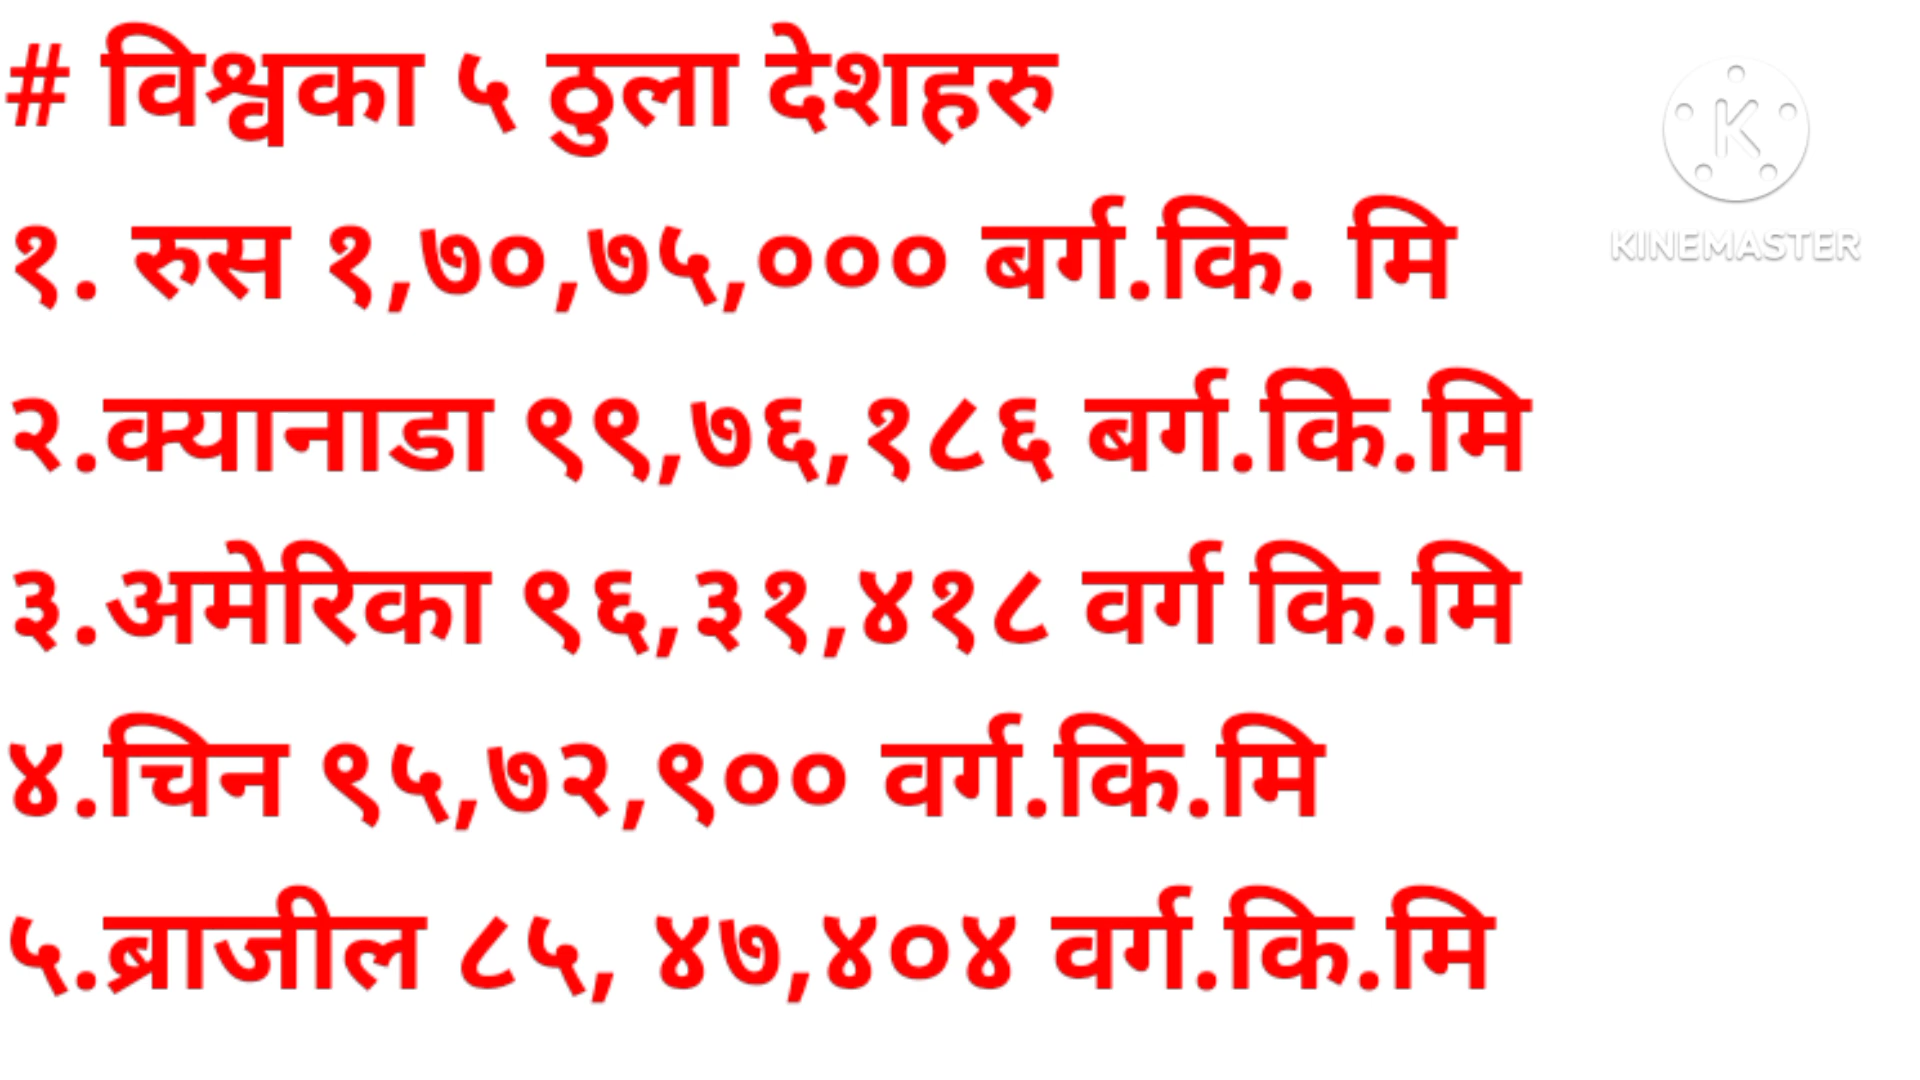 # विश्वका ५ ठुला देशहरु
KINEMASTER
१. रुस १,७०,७५,००० बर्ग.कि. मि
२.क्यानाडा ९९,७६,१८६ बर्ग.किे.मि
३.अमेरिका ९६,३१,४१८ वर्ग कि.मि
४.चिन ९५,७२,९०० वर्ग.कि.मि
५.ब्राजील ८५, ४७,४०४ वर्ग.कि.मि